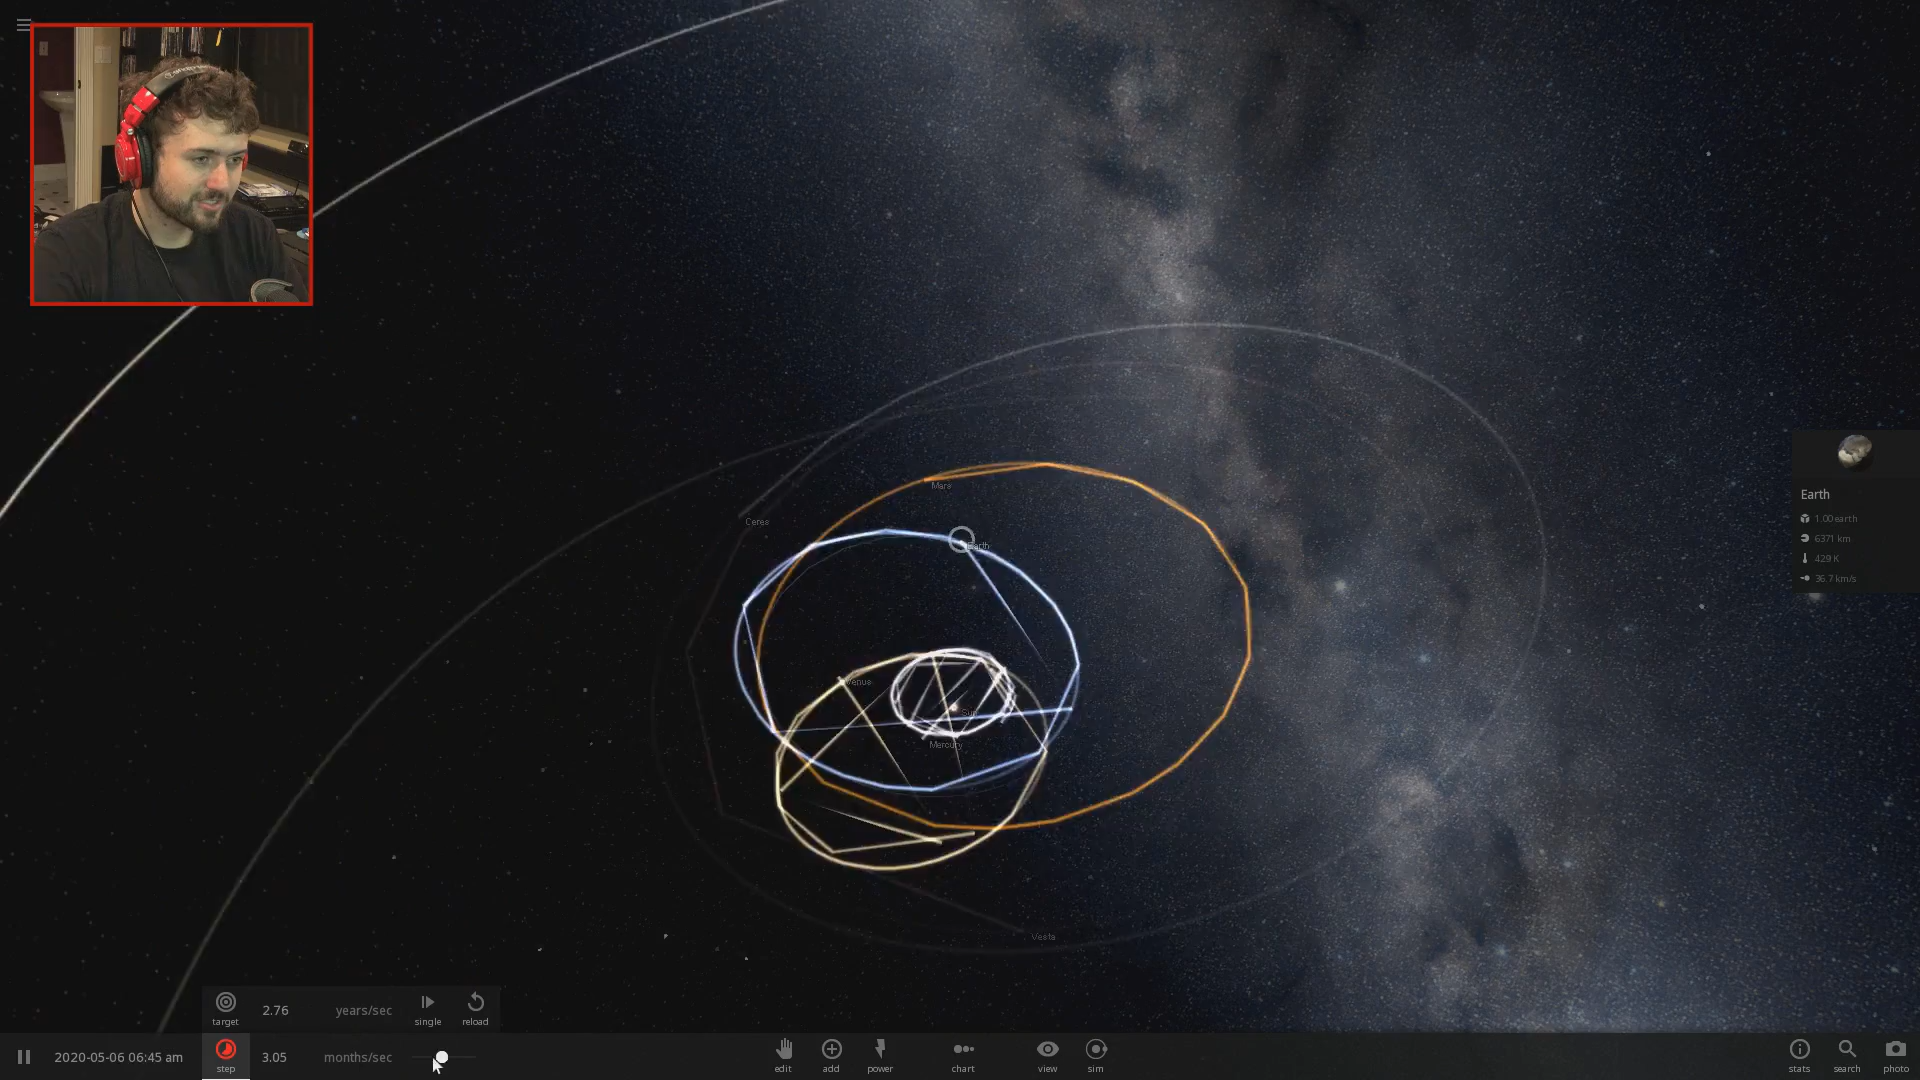 Mars
Ceres
Earth
Venus
Sun
Mercury
Vesta
Earth
1.00 earth
6371 km
429 K
36.7 km/s
2.76 years/sec
target single reload
2020-05-06 06:45 am 3.05 months/sec
step edit add power chart view sim stats search photo